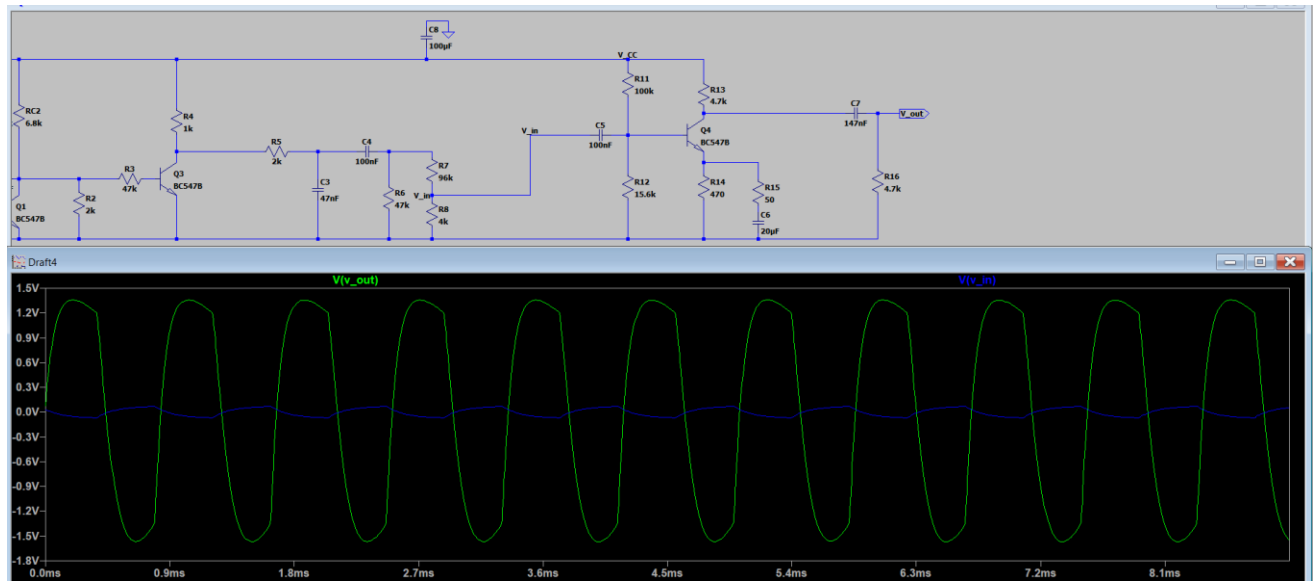 C8
100µF
V_CC
R11
100k
R13
4.7k
RC2
6.8k
R4
1k
C7
147nF
V_out
V_in
C5
100nF
Q4
BC547B
R5
2k
C4
100nF
R7
96k
R3
47k
Q3
BC547B
R2
2k
Q1
BC547B
C3
47nF
R6
47k
V_in
R8
4k
R12
15.6k
R14
470
R15
50
C6
20µF
R16
4.7k
Draft4
V(v_out)
V(v_in)
1.5V
1.2V
0.9V
0.6V
0.3V
0.0V
-0.3V
-0.6V
-0.9V
-1.2V
-1.5V
-1.8V
0.0ms
0.9ms
1.8ms
2.7ms
3.6ms
4.5ms
5.4ms
6.3ms
7.2ms
8.1ms